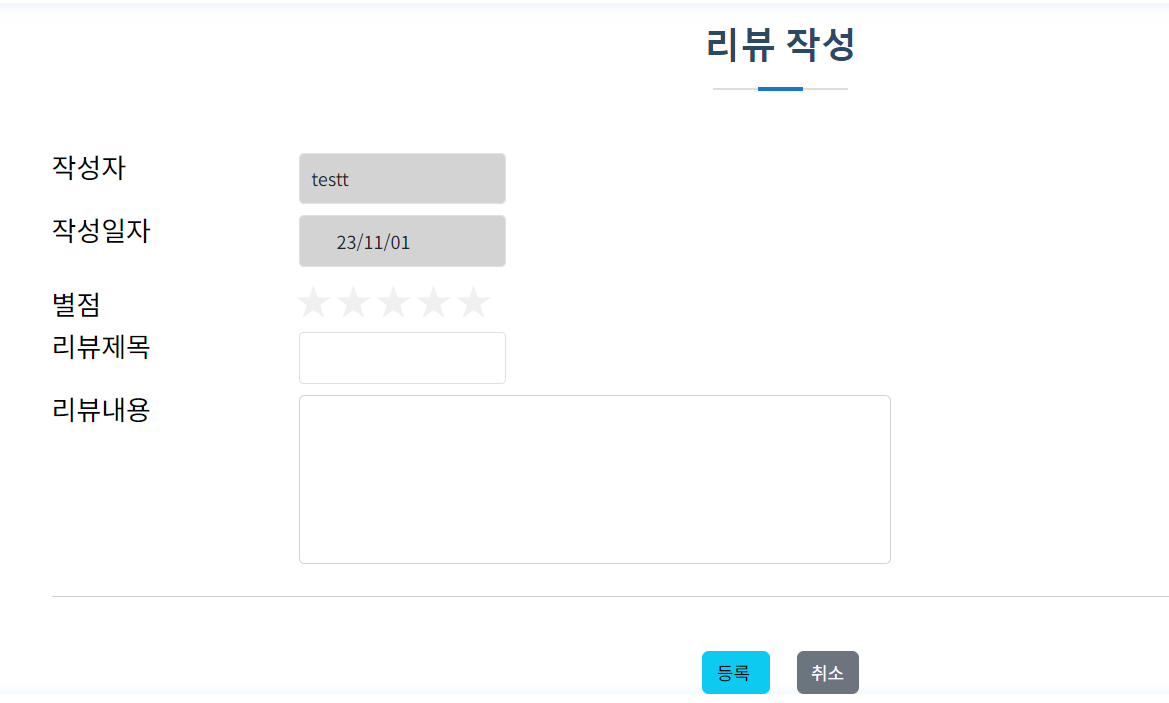 리뷰 작성
작성자
testt
작성일자
23/11/01
별점
★★★★★
리뷰제목
리뷰내용
등록
취소